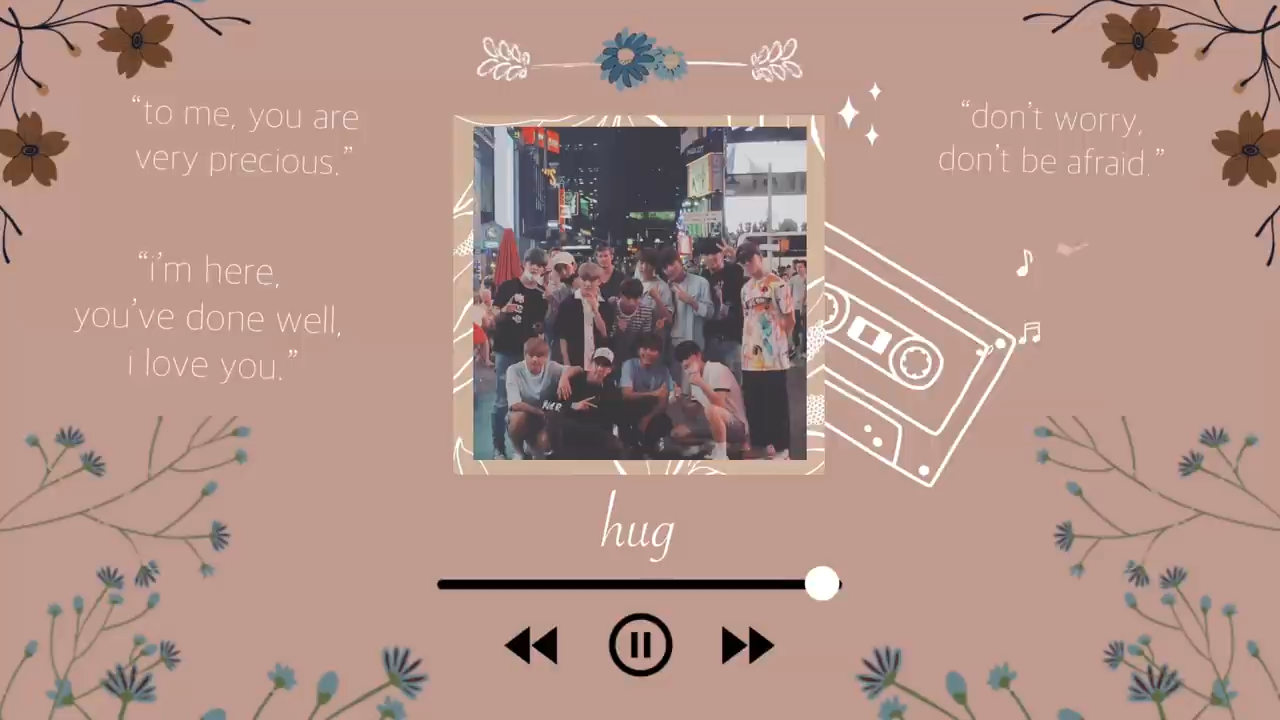 “to me, you are
very precious.”
“i’m here,
you’ve done well,
i love you.”
“don’t worry,
don’t be afraid.”
hug